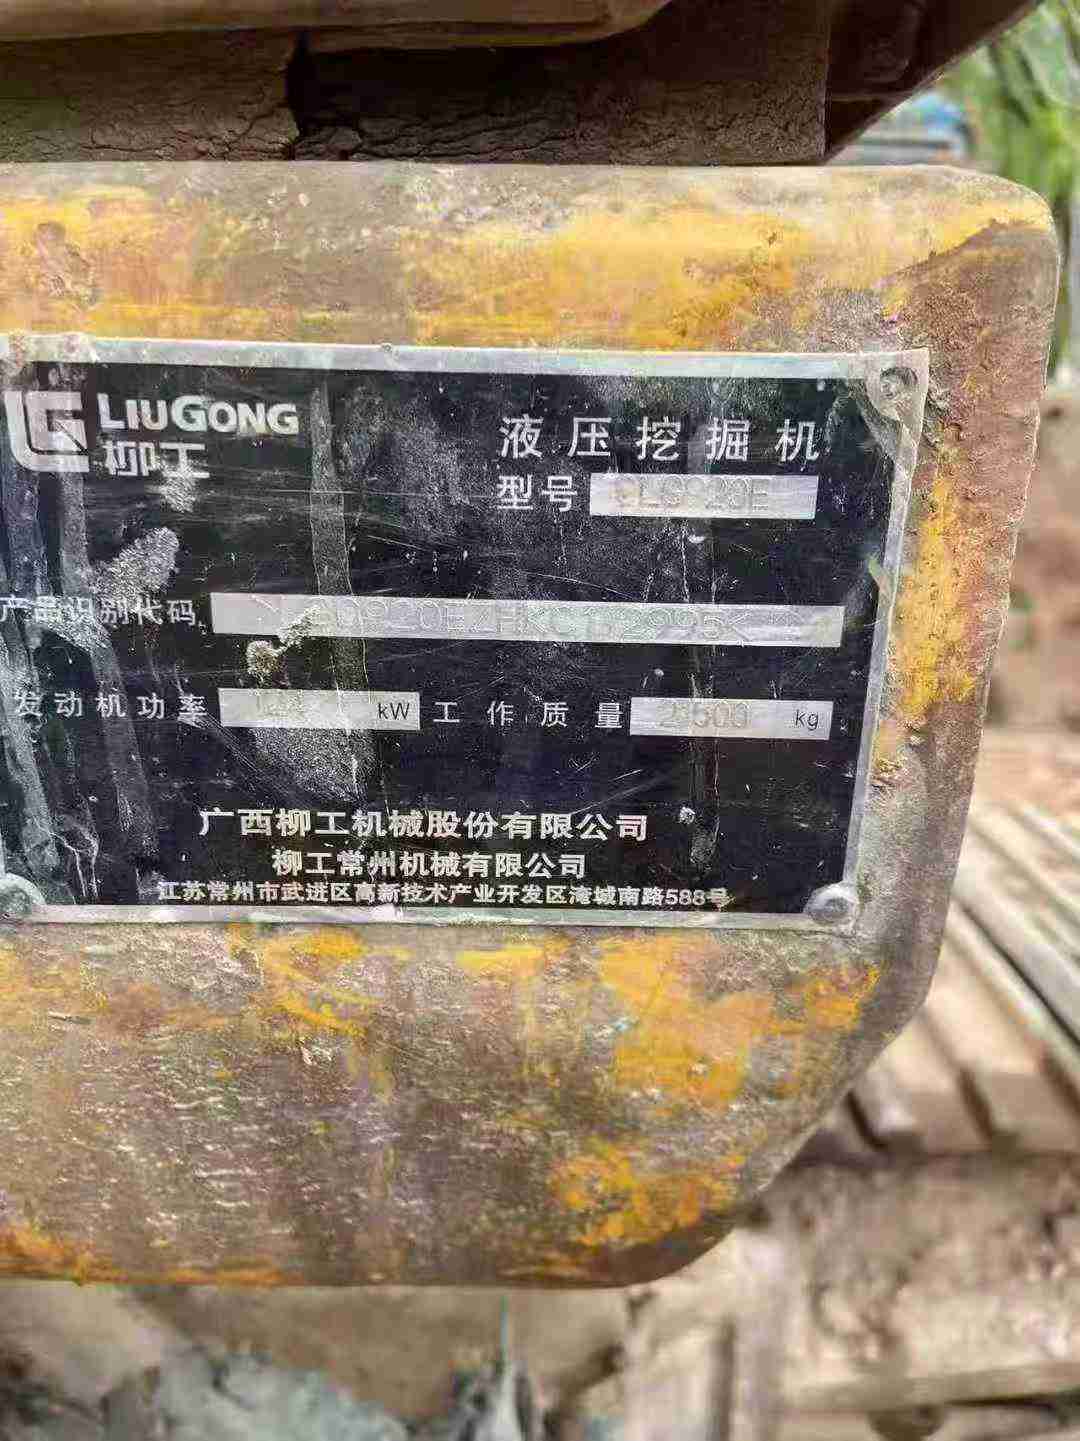 LIUGONG
柳工
液压挖掘机
型号 CLG920E
产品识别代码
发动机功率 kW 工作质量 kg
广西柳工机械股份有限公司
柳工常州机械有限公司
江苏常州市武进区高新技术产业开发区淹城南路588号